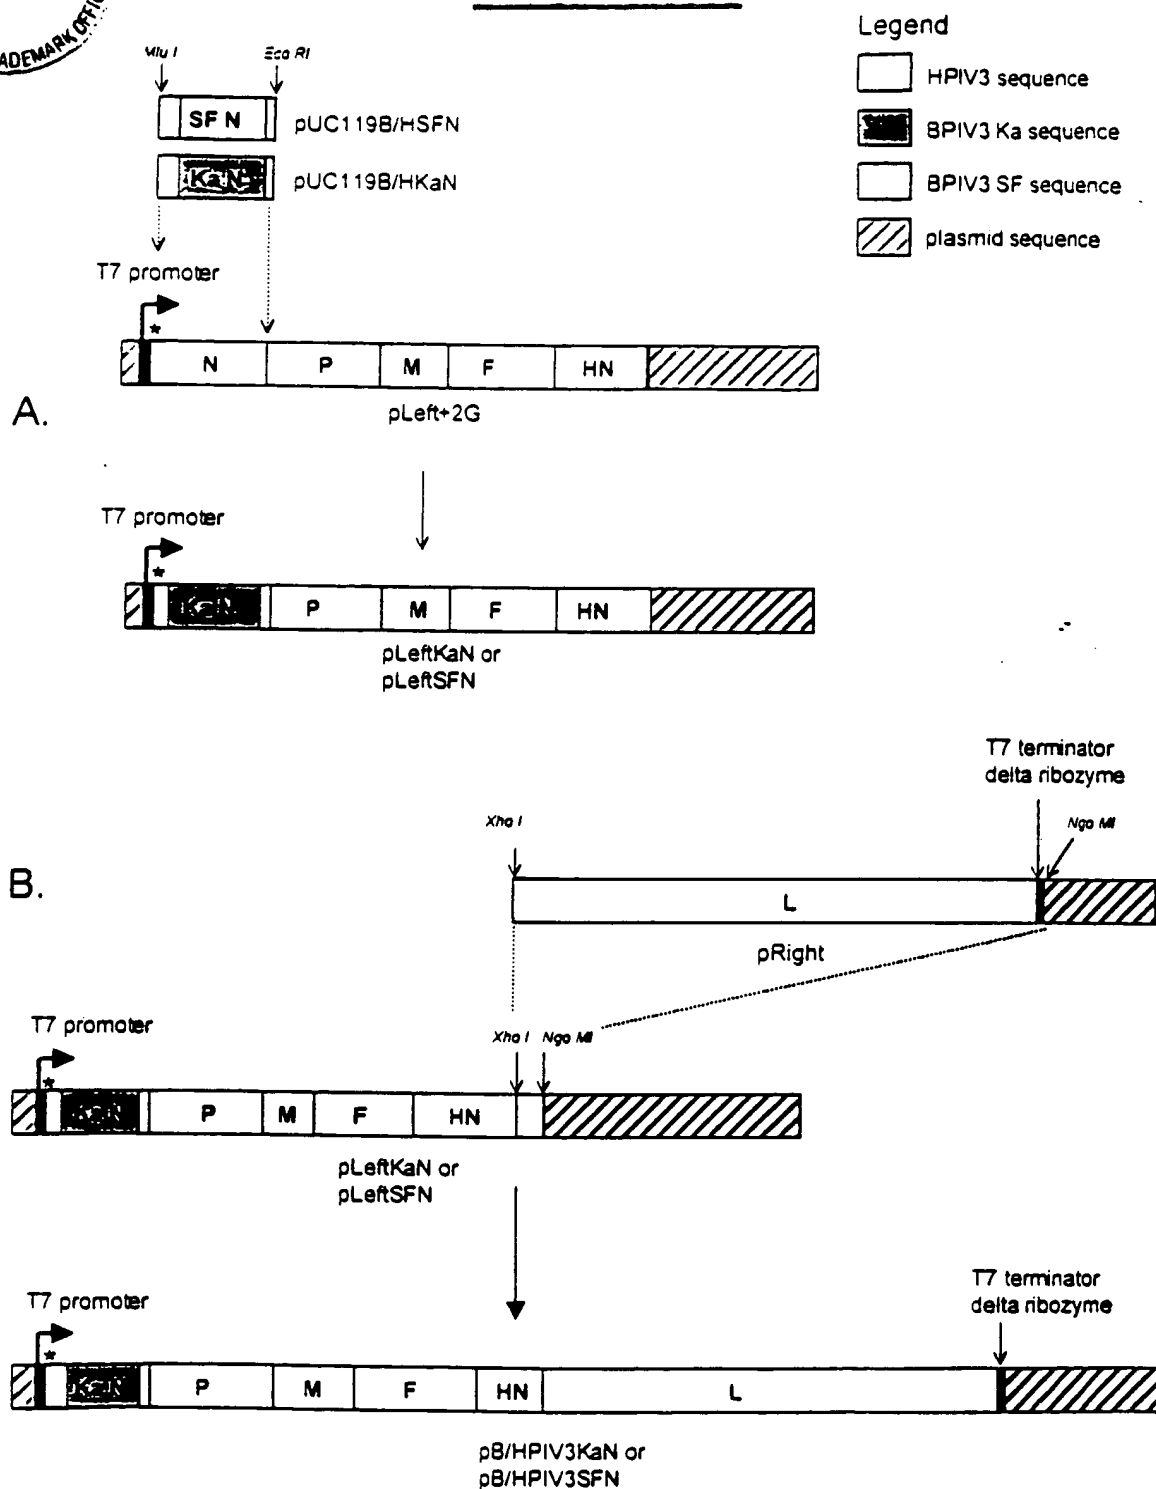 ADEMARK OFFIC
Legend
HPIV3 sequence
BPIV3 Ka sequence
BPIV3 SF sequence
plasmid sequence
Mlu I
Eco RI
SF N
pUC119B/HSFN
Ka N
pUC119B/HKaN
T7 promoter
*
N P M F HN
pLeft+2G
A.
T7 promoter
*
KaN P M F HN
pLeftKaN or
pLeftSFN
T7 terminator
delta ribozyme
Xho I
Ngo MI
B.
L
pRight
T7 promoter
Xho I Ngo MI
*
KaN P M F HN
pLeftKaN or
pLeftSFN
T7 terminator
delta ribozyme
T7 promoter
*
KaN P M F HN L
pB/HPIV3KaN or
pB/HPIV3SFN